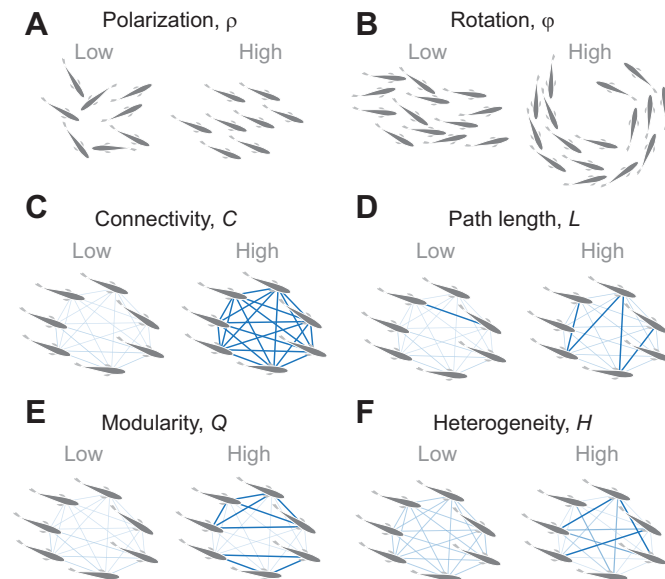 A Polarization, ρ
Low High
B Rotation, φ
Low High
C Connectivity, C
Low High
D Path length, L
Low High
E Modularity, Q
Low High
F Heterogeneity, H
Low High